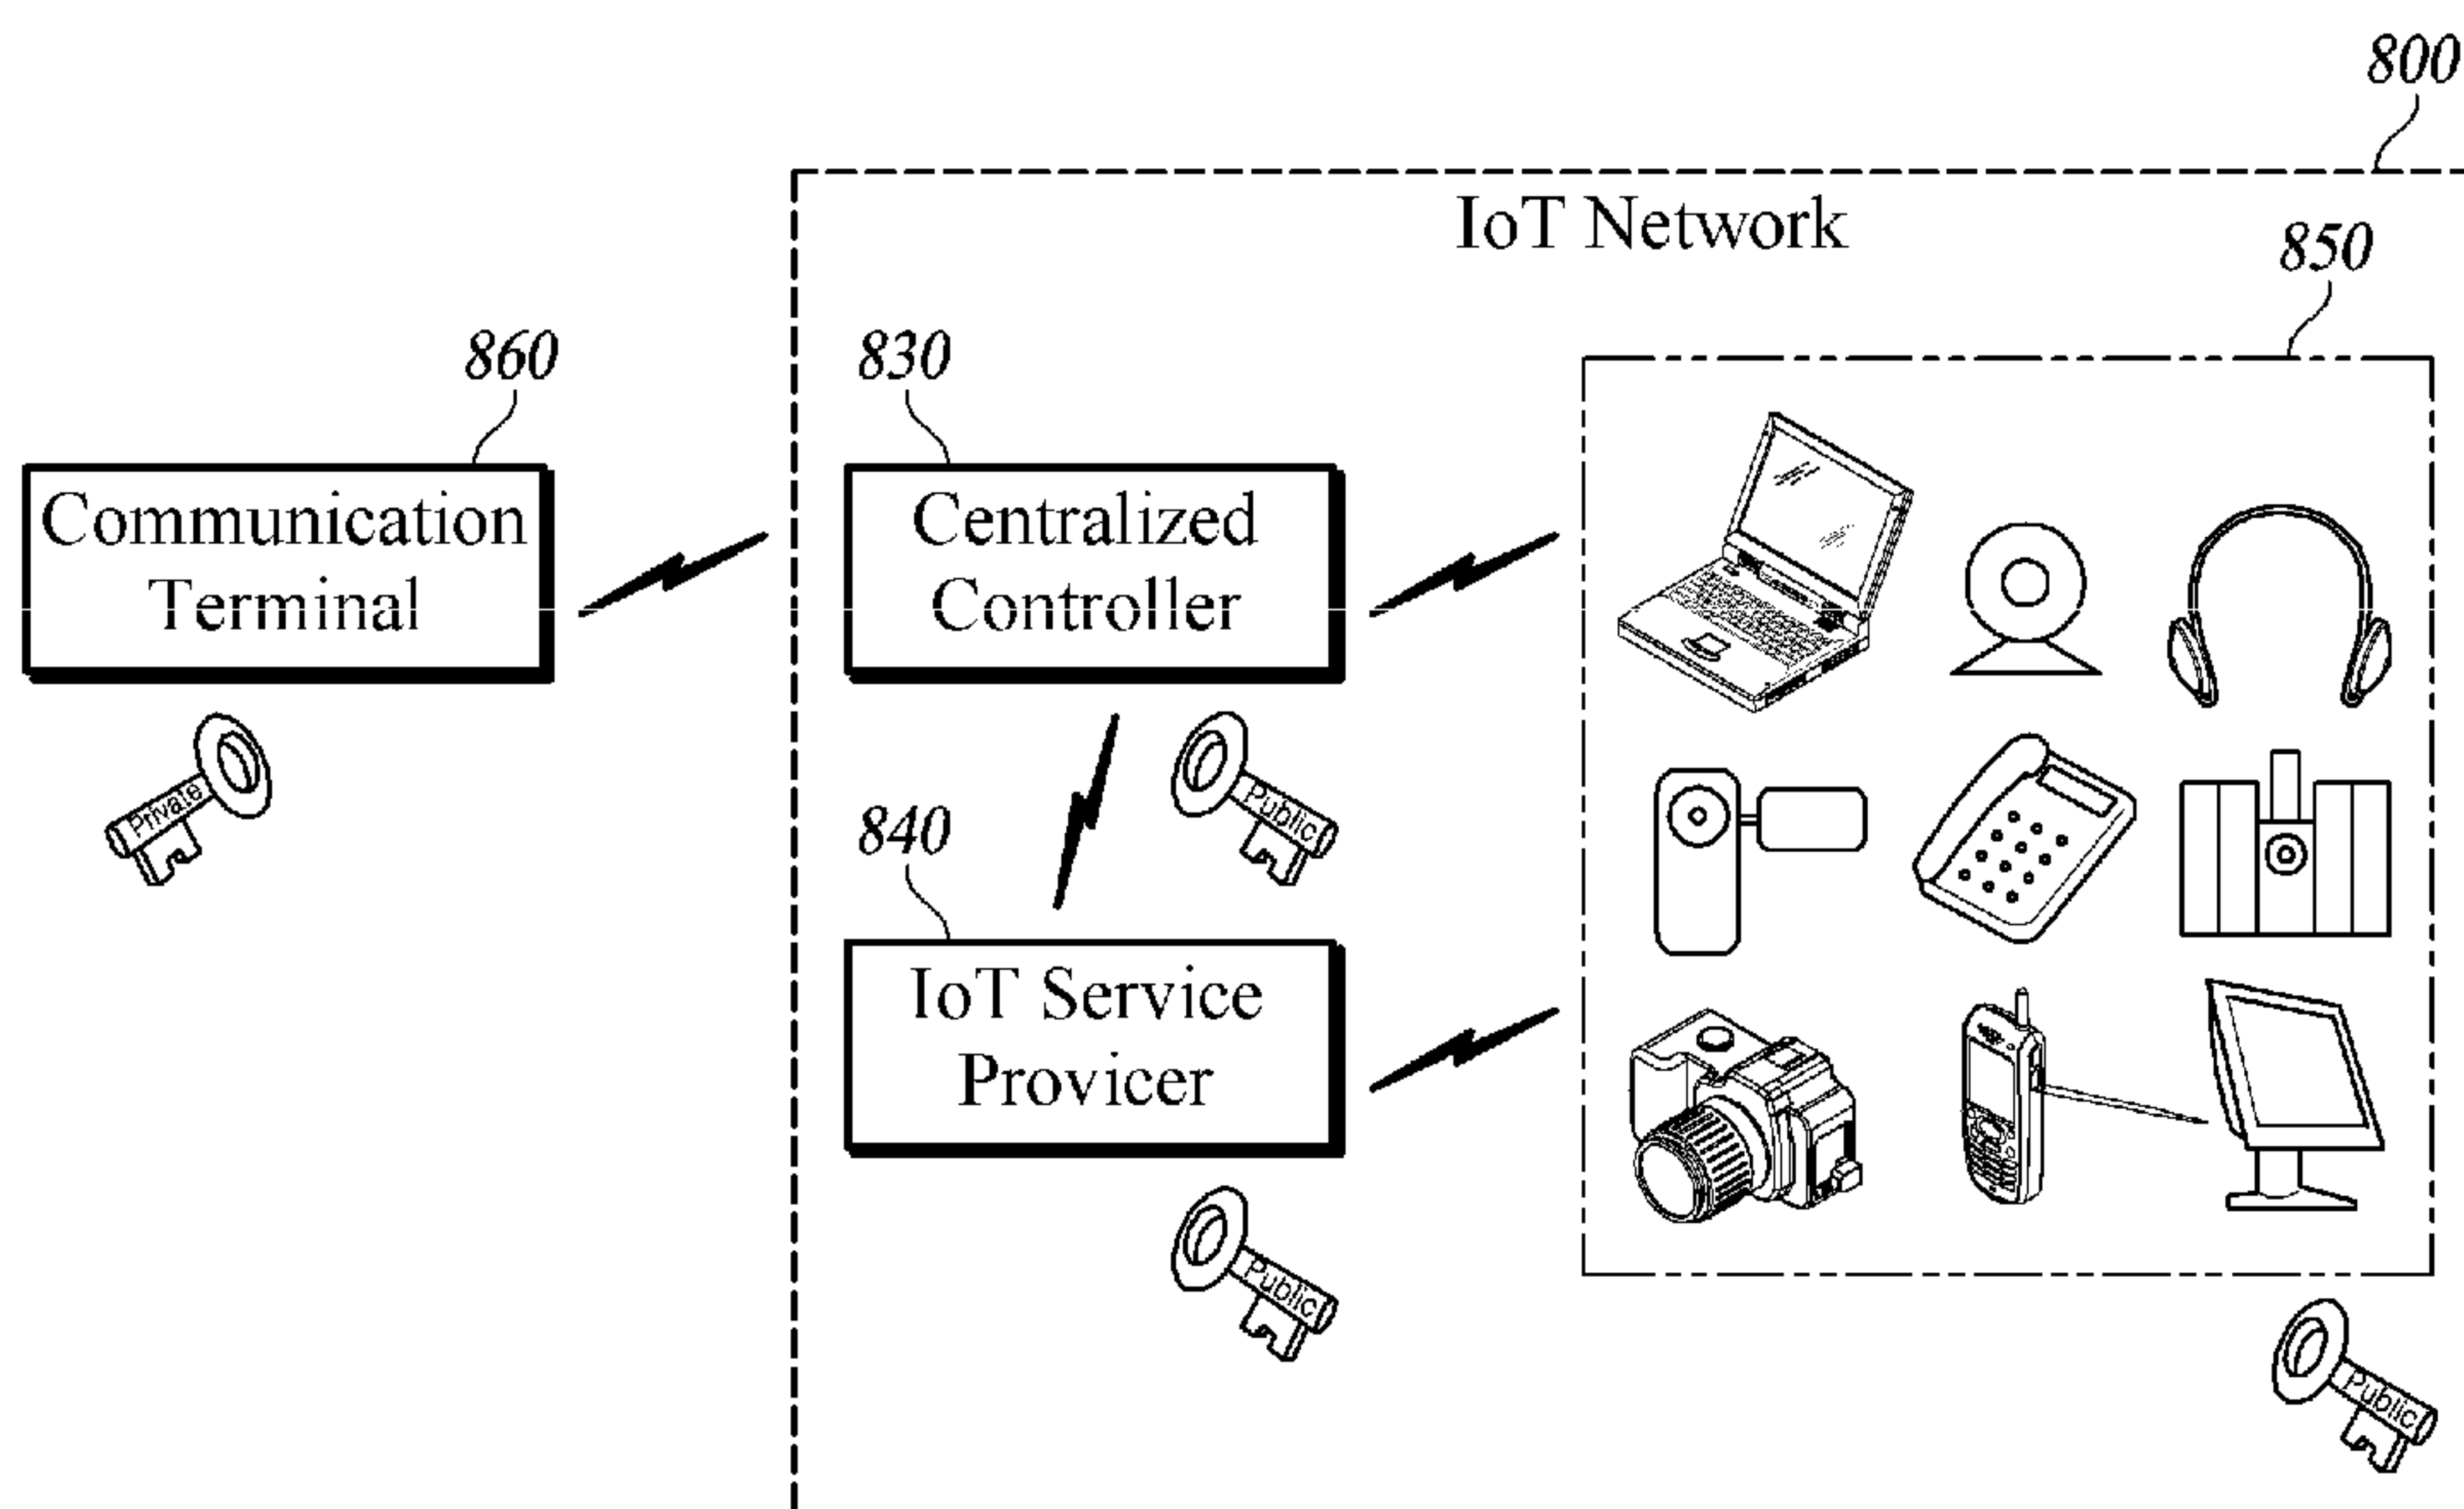 800
IoT Network
850
860
830
Communication
Terminal
Centralized
Controller
Private
Public
840
IoT Service
Provicer
Public
Public